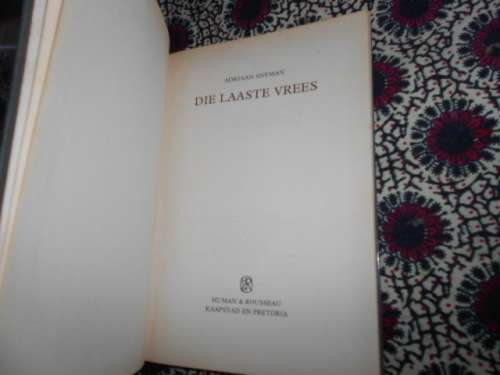 ADRIAAN SNYMAN
DIE LAASTE VREES
HUMAN & ROUSSEAU
KAAPSTAD EN PRETORIA